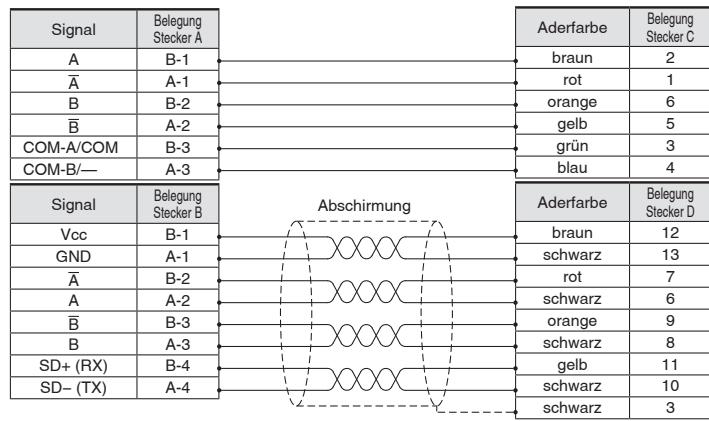 Signal Belegung Stecker A Aderfarbe Belegung Stecker C
A B-1 braun 2
A̅ A-1 rot 1
B B-2 orange 6
B̅ A-2 gelb 5
COM-A/COM B-3 grün 3
COM-B/— A-3 blau 4
Signal Belegung Stecker B Abschirmung Aderfarbe Belegung Stecker D
Vcc B-1 braun 12
GND A-1 schwarz 13
A̅ B-2 rot 7
A A-2 schwarz 6
B̅ B-3 orange 9
B A-3 schwarz 8
SD+ (RX) B-4 gelb 11
SD− (TX) A-4 schwarz 10
schwarz 3